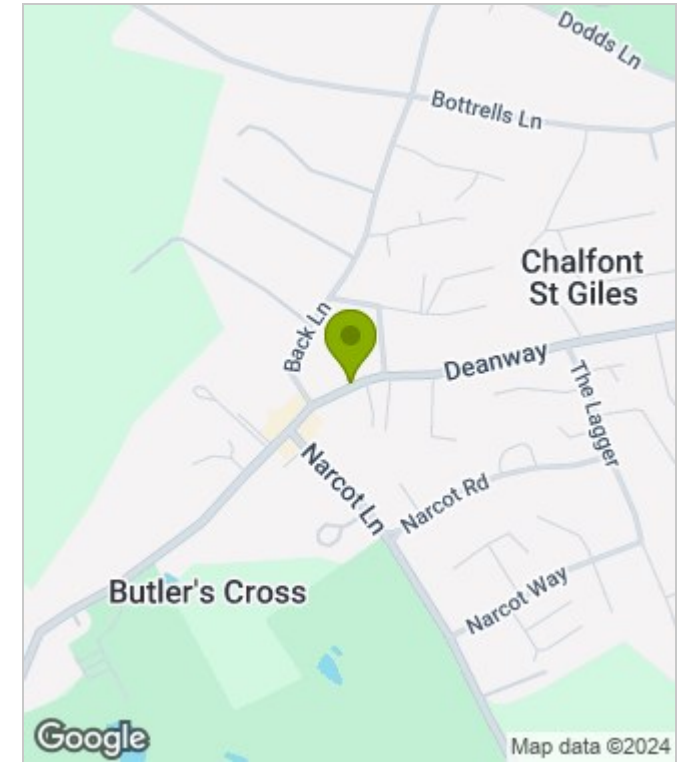 Dodds Ln
Bottrells Ln
Chalfont
St Giles
Back Ln
Deanway
The Lagger
Narcot Ln
Narcot Rd
Butler's Cross
Narcot Way
Google
Map data ©2024